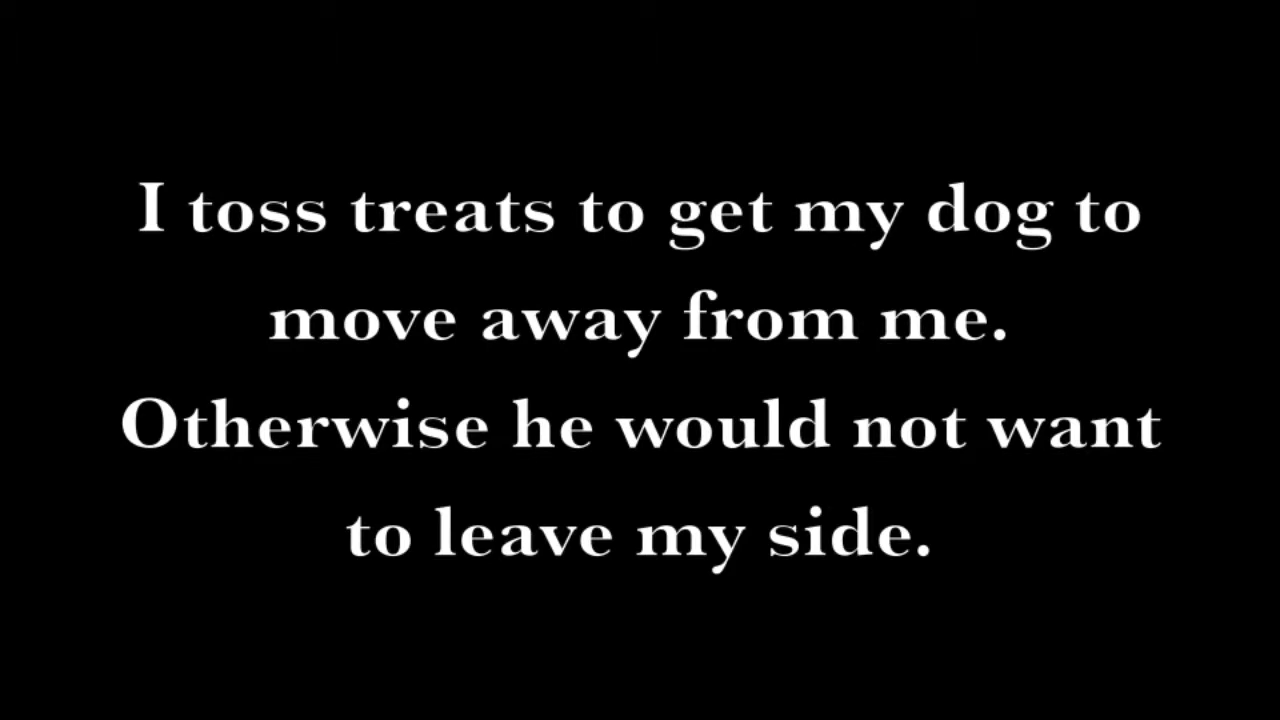 I toss treats to get my dog to
move away from me.
Otherwise he would not want
to leave my side.